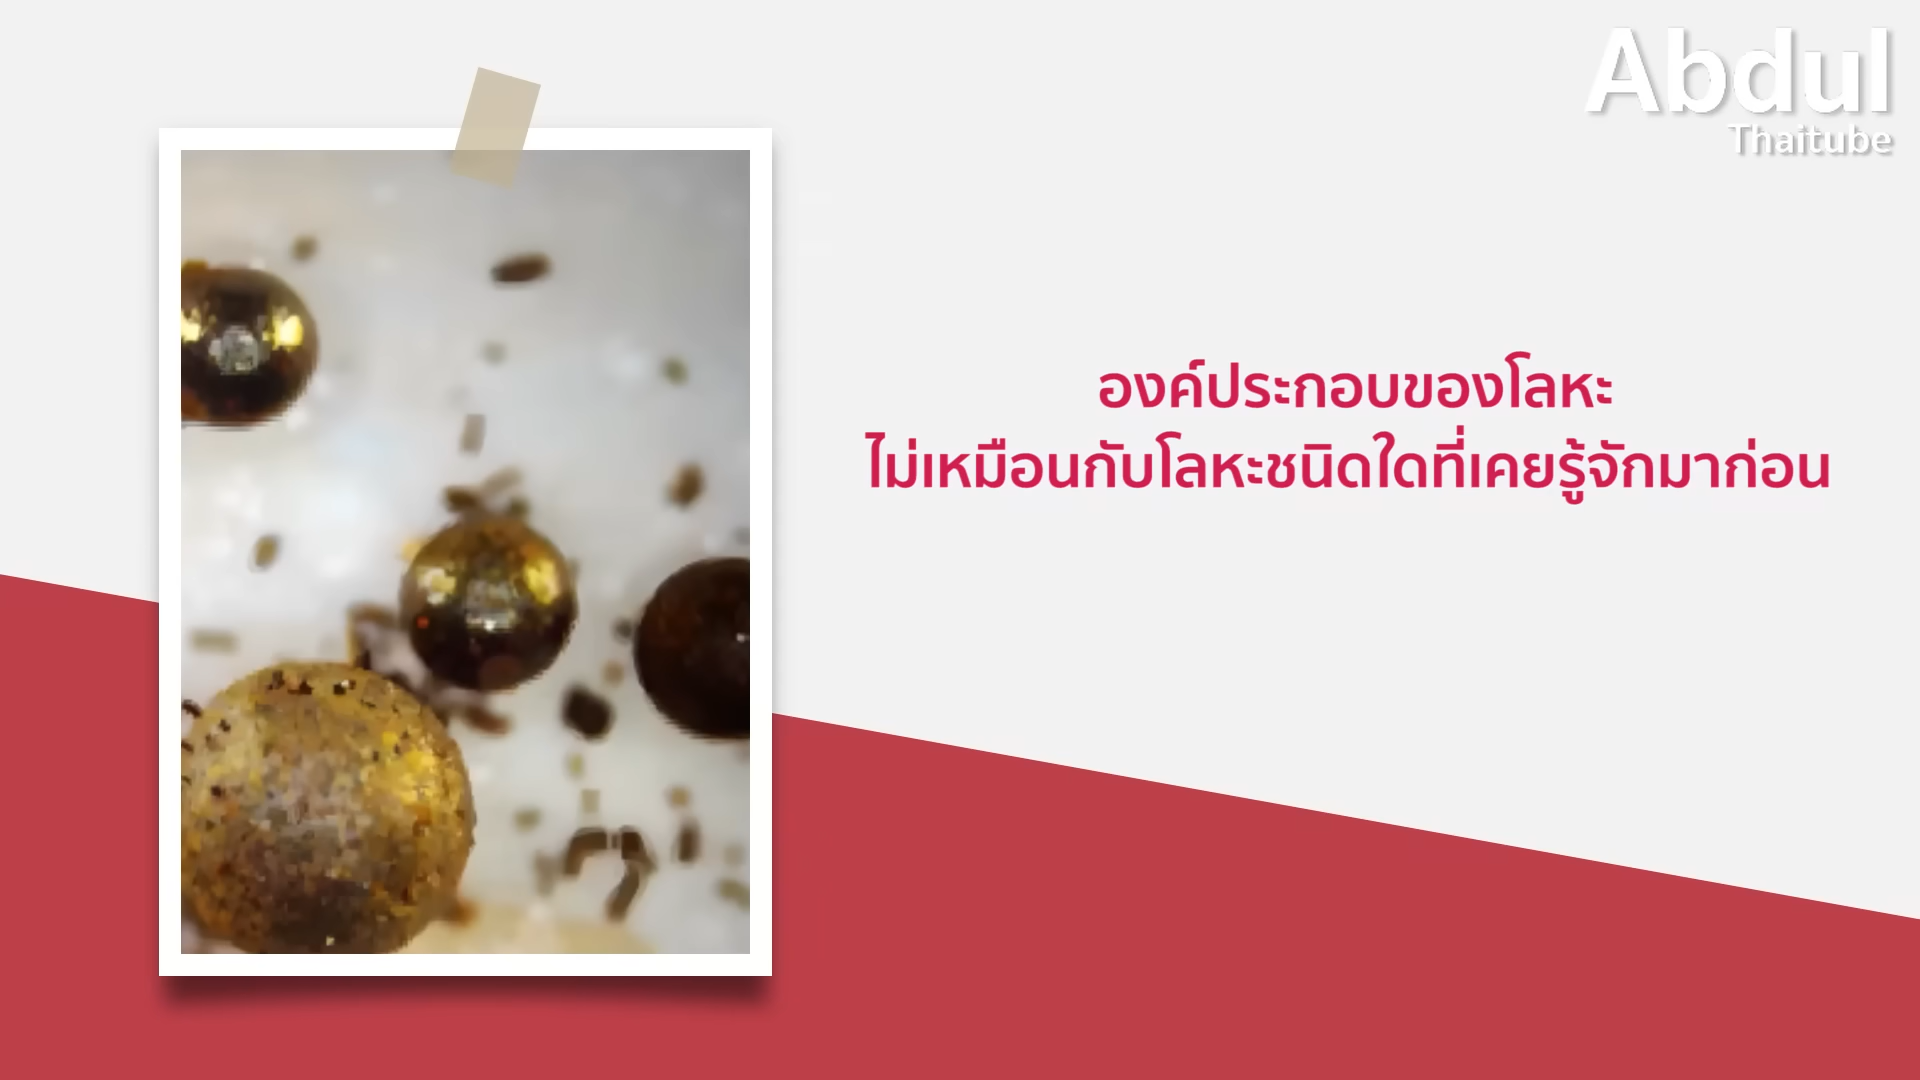 Abdul
Thaitube
องค์ประกอบของโลหะ
ไม่เหมือนกับโลหะชนิดใดที่เคยรู้จักมาก่อน